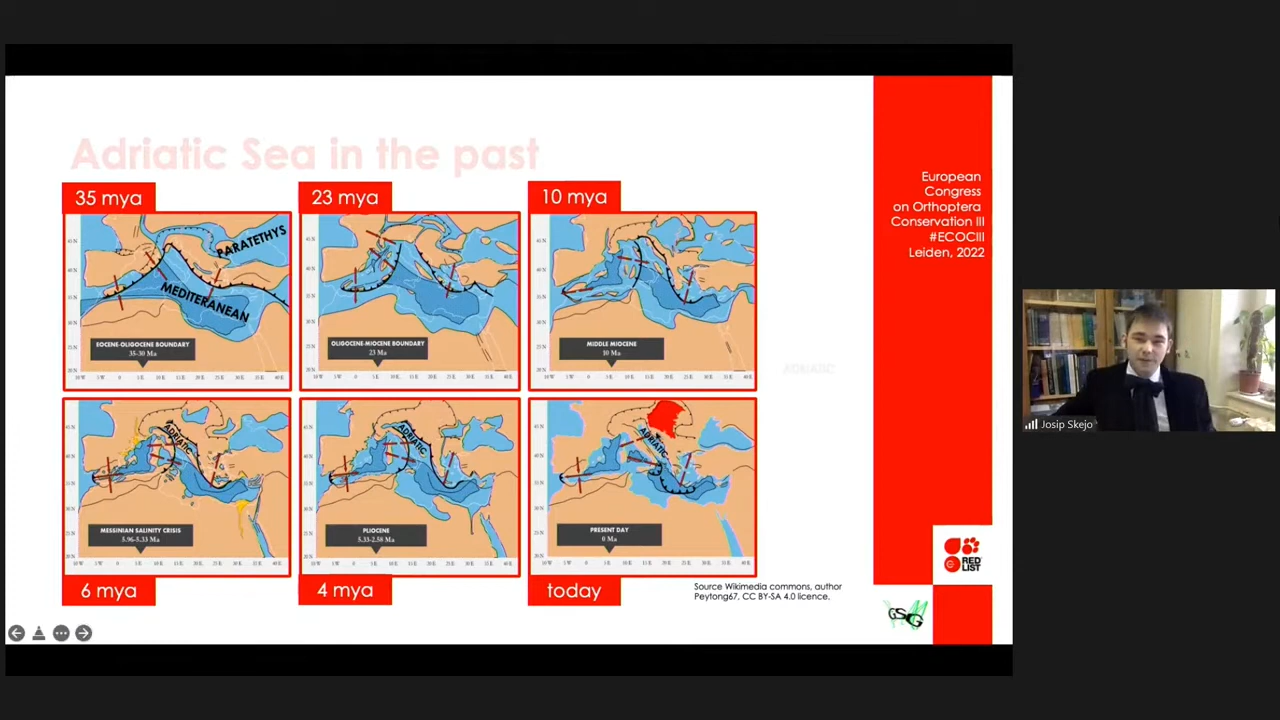 Adriatic Sea in the past
35 mya
23 mya
10 mya
PARATETHYS
MEDITERANEAN
EOCENE-OLIGOCENE BOUNDARY
35-30 Ma
OLIGOCENE-MIOCENE BOUNDARY
23 Ma
MIDDLE MIOCENE
10 Ma
ADRIATIC
ADRIATIC
ADRIATIC
ADRIATIC
MESSINIAN SALINITY CRISIS
5.96-5.33 Ma
PLIOCENE
5.33-2.58 Ma
PRESENT DAY
0 Ma
6 mya
4 mya
today
Source Wikimedia commons, author
Peytong67, CC BY-SA 4.0 licence.
European
Congress
on Orthoptera
Conservation III
#ECOCIII
Leiden, 2022
RED
LIST
GSG
Josip Skejo